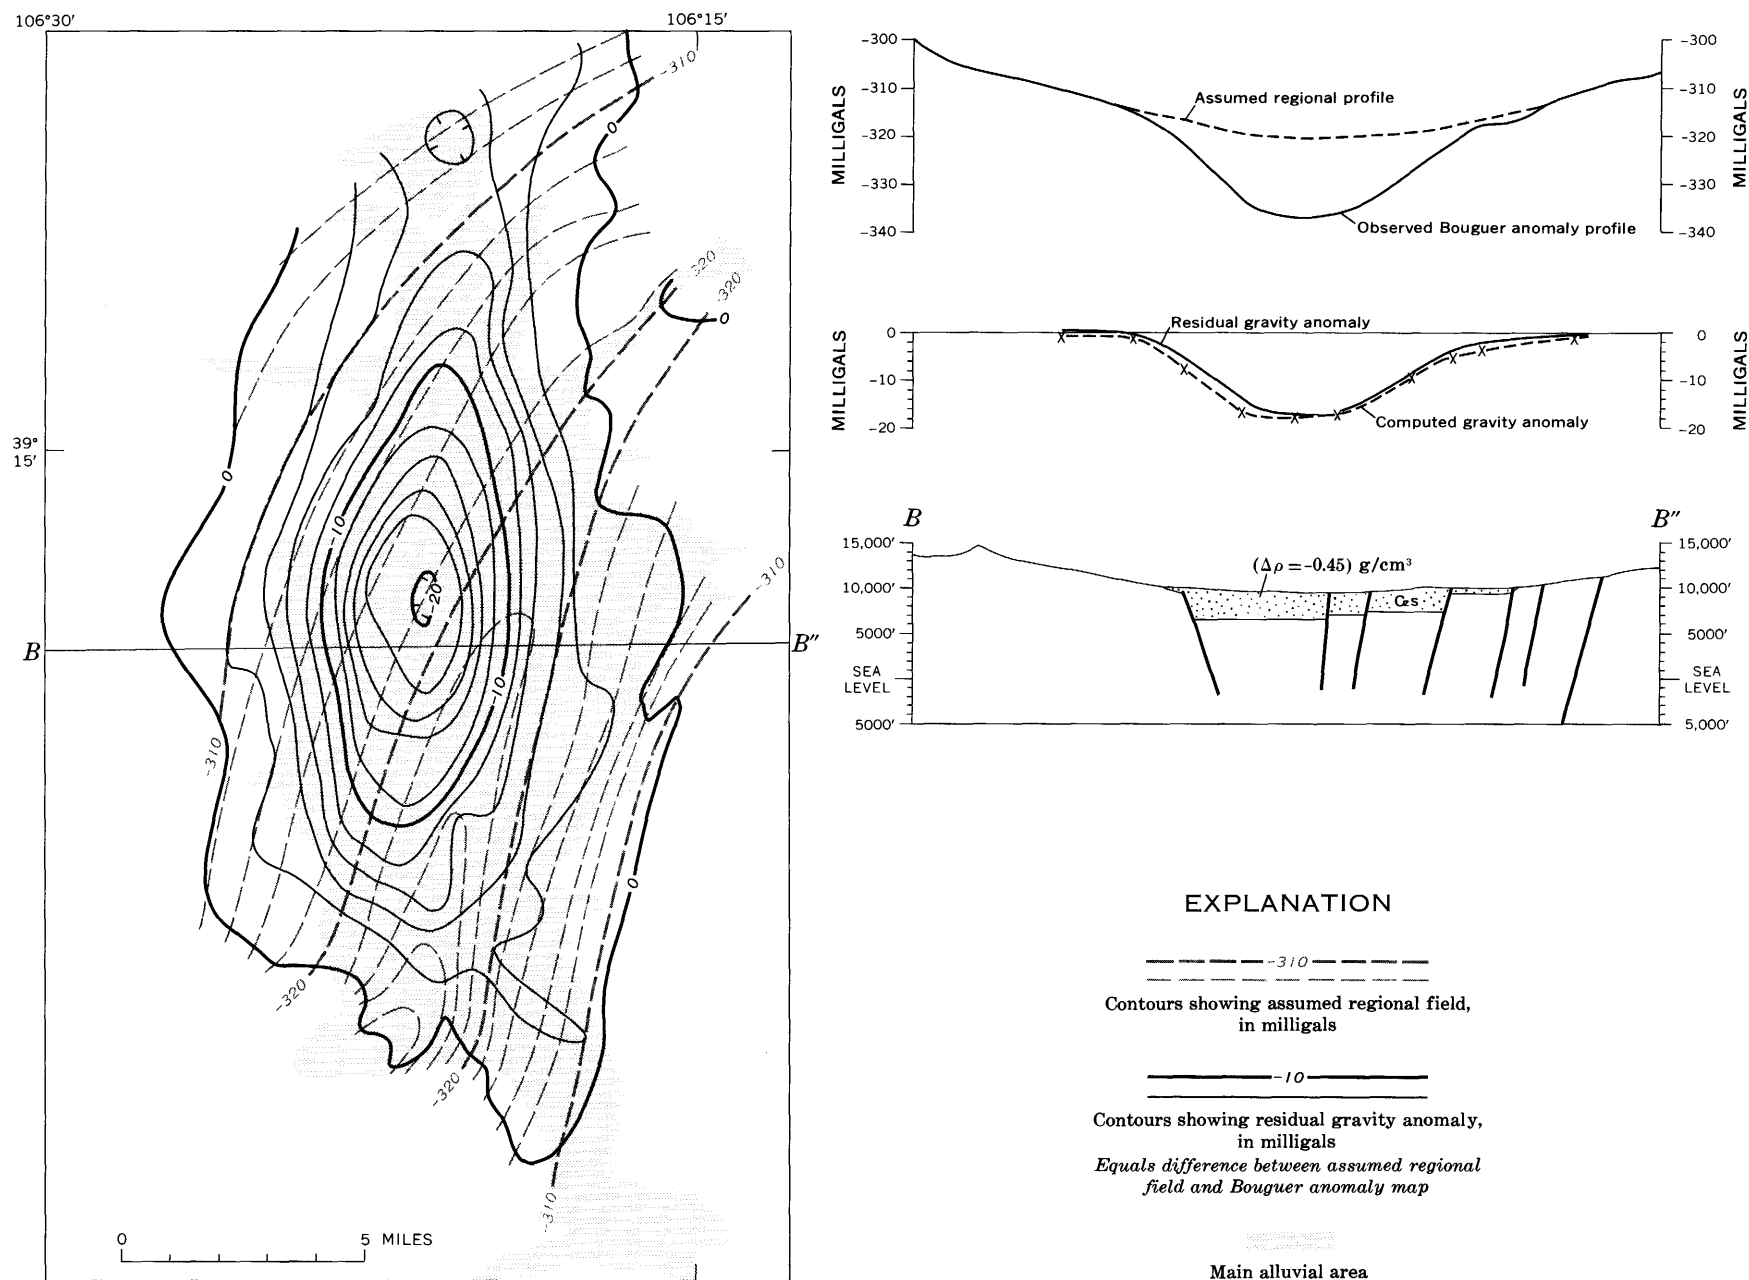 106°30′
106°15′
-310
0
-320
-320
0
39°
15′
0
-10
-20
-310
B
B″
-10
-310
0
-320
-320
-310
0 5 MILES
-300
-310
-320
-330
-340
MILLIGALS
Assumed regional profile
Observed Bouguer anomaly profile
-300
-310
-320
-330
-340
MILLIGALS
0
-10
-20
MILLIGALS
Residual gravity anomaly
Computed gravity anomaly
0
-10
-20
MILLIGALS
B
B″
15,000′
10,000′
5000′
SEA
LEVEL
5000′
(Δρ=-0.45) g/cm³
15,000′
10,000′
5000′
SEA
LEVEL
5,000′
EXPLANATION
-310
Contours showing assumed regional field,
in milligals
-10
Contours showing residual gravity anomaly,
in milligals
Equals difference between assumed regional
field and Bouguer anomaly map
Main alluvial area